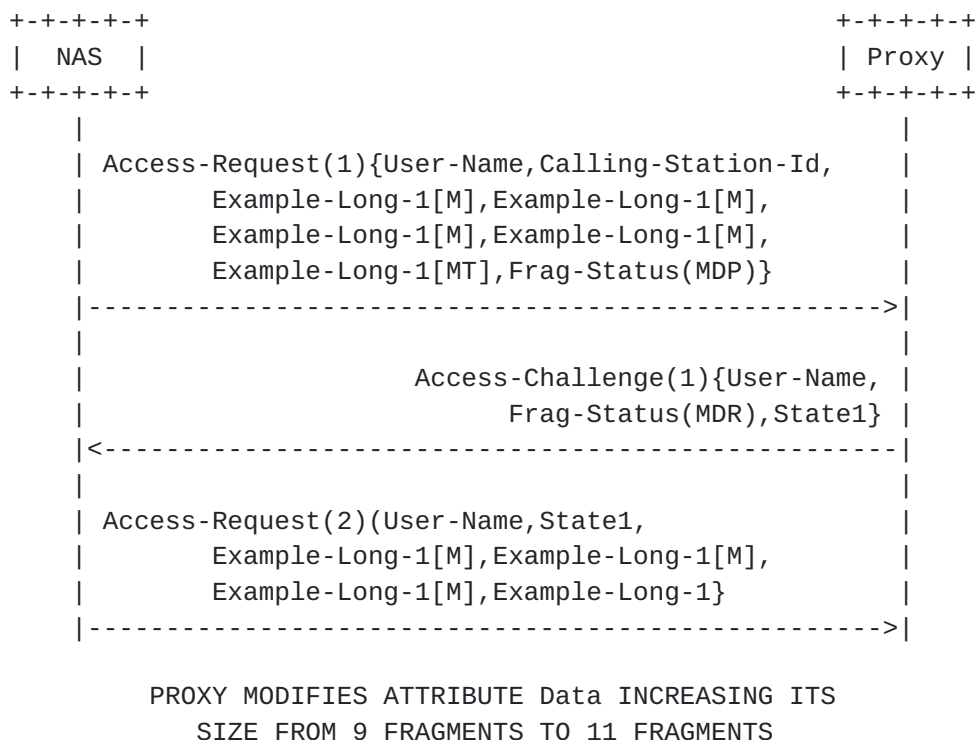 +-+-+-+-+                                            +-+-+-+-+
|  NAS  |                                            | Proxy |
+-+-+-+-+                                            +-+-+-+-+
    |                                                    |
    | Access-Request(1){User-Name,Calling-Station-Id,    |
    |        Example-Long-1[M],Example-Long-1[M],        |
    |        Example-Long-1[M],Example-Long-1[M],        |
    |        Example-Long-1[MT],Frag-Status(MDP)}        |
    |--------------------------------------------------->|
    |                                                    |
    |                     Access-Challenge(1){User-Name, |
    |                           Frag-Status(MDR),State1} |
    |<---------------------------------------------------|
    |                                                    |
    | Access-Request(2)(User-Name,State1,                |
    |        Example-Long-1[M],Example-Long-1[M],        |
    |        Example-Long-1[M],Example-Long-1}           |
    |--------------------------------------------------->|
PROXY MODIFIES ATTRIBUTE Data INCREASING ITS
SIZE FROM 9 FRAGMENTS TO 11 FRAGMENTS